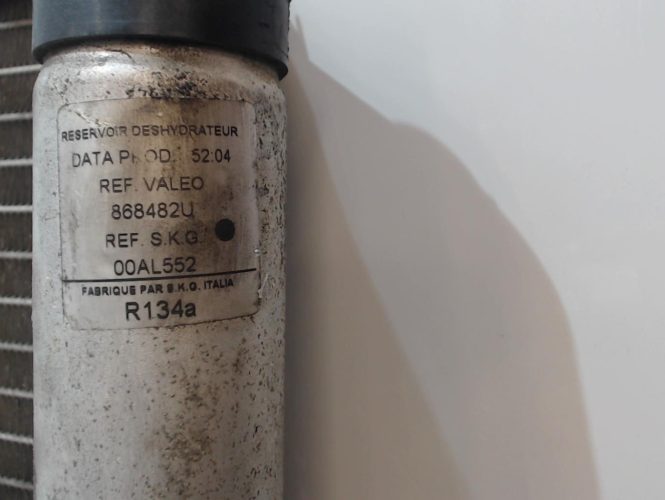 RESERVOIR DESHYDRATEUR
DATA PROD. 52:04
REF. VALEO
868482U
REF. S.K.G.
00AL552
FABRIQUE PAR S.K.G. ITALIA
R134a